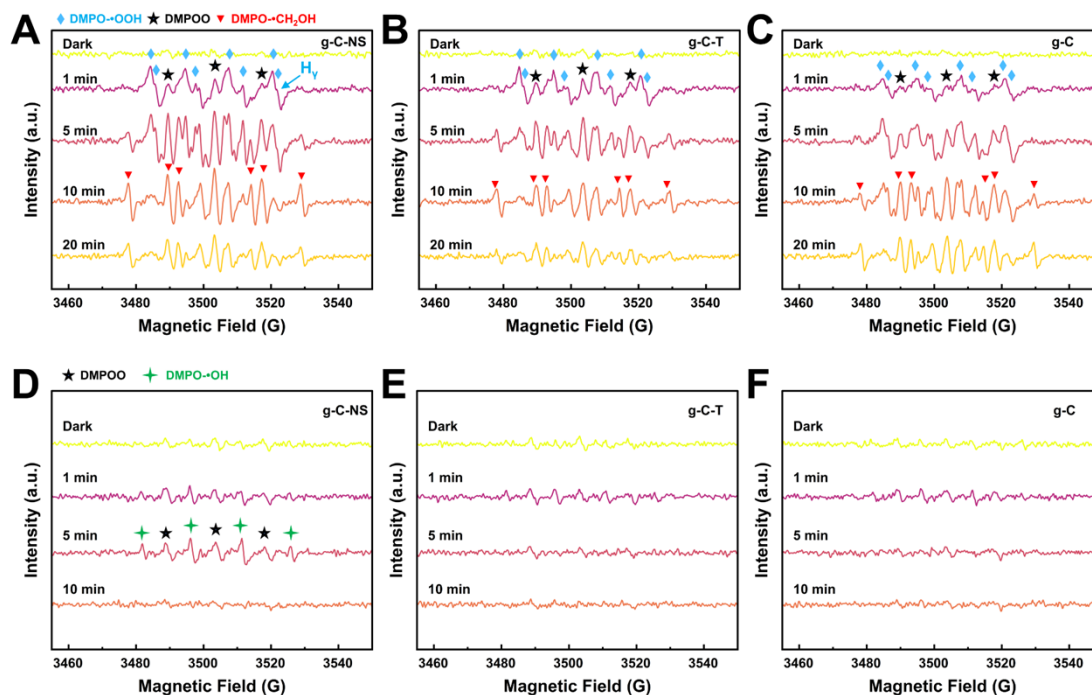 ♦ DMPO-•OOH ★ DMPOO ▼ DMPO-•CH₂OH
A
g-C-NS
Dark
1 min
Hγ
5 min
10 min
20 min
Intensity (a.u.)
3460 3480 3500 3520 3540
Magnetic Field (G)
B
g-C-T
Dark
1 min
5 min
10 min
20 min
Intensity (a.u.)
3460 3480 3500 3520 3540
Magnetic Field (G)
C
g-C
Dark
1 min
5 min
10 min
20 min
Intensity (a.u.)
3460 3480 3500 3520 3540
Magnetic Field (G)
★ DMPOO ✦ DMPO-•OH
D
g-C-NS
Dark
1 min
5 min
10 min
Intensity (a.u.)
3460 3480 3500 3520 3540
Magnetic Field (G)
E
g-C-T
Dark
1 min
5 min
10 min
Intensity (a.u.)
3460 3480 3500 3520 3540
Magnetic Field (G)
F
g-C
Dark
1 min
5 min
10 min
Intensity (a.u.)
3460 3480 3500 3520 3540
Magnetic Field (G)